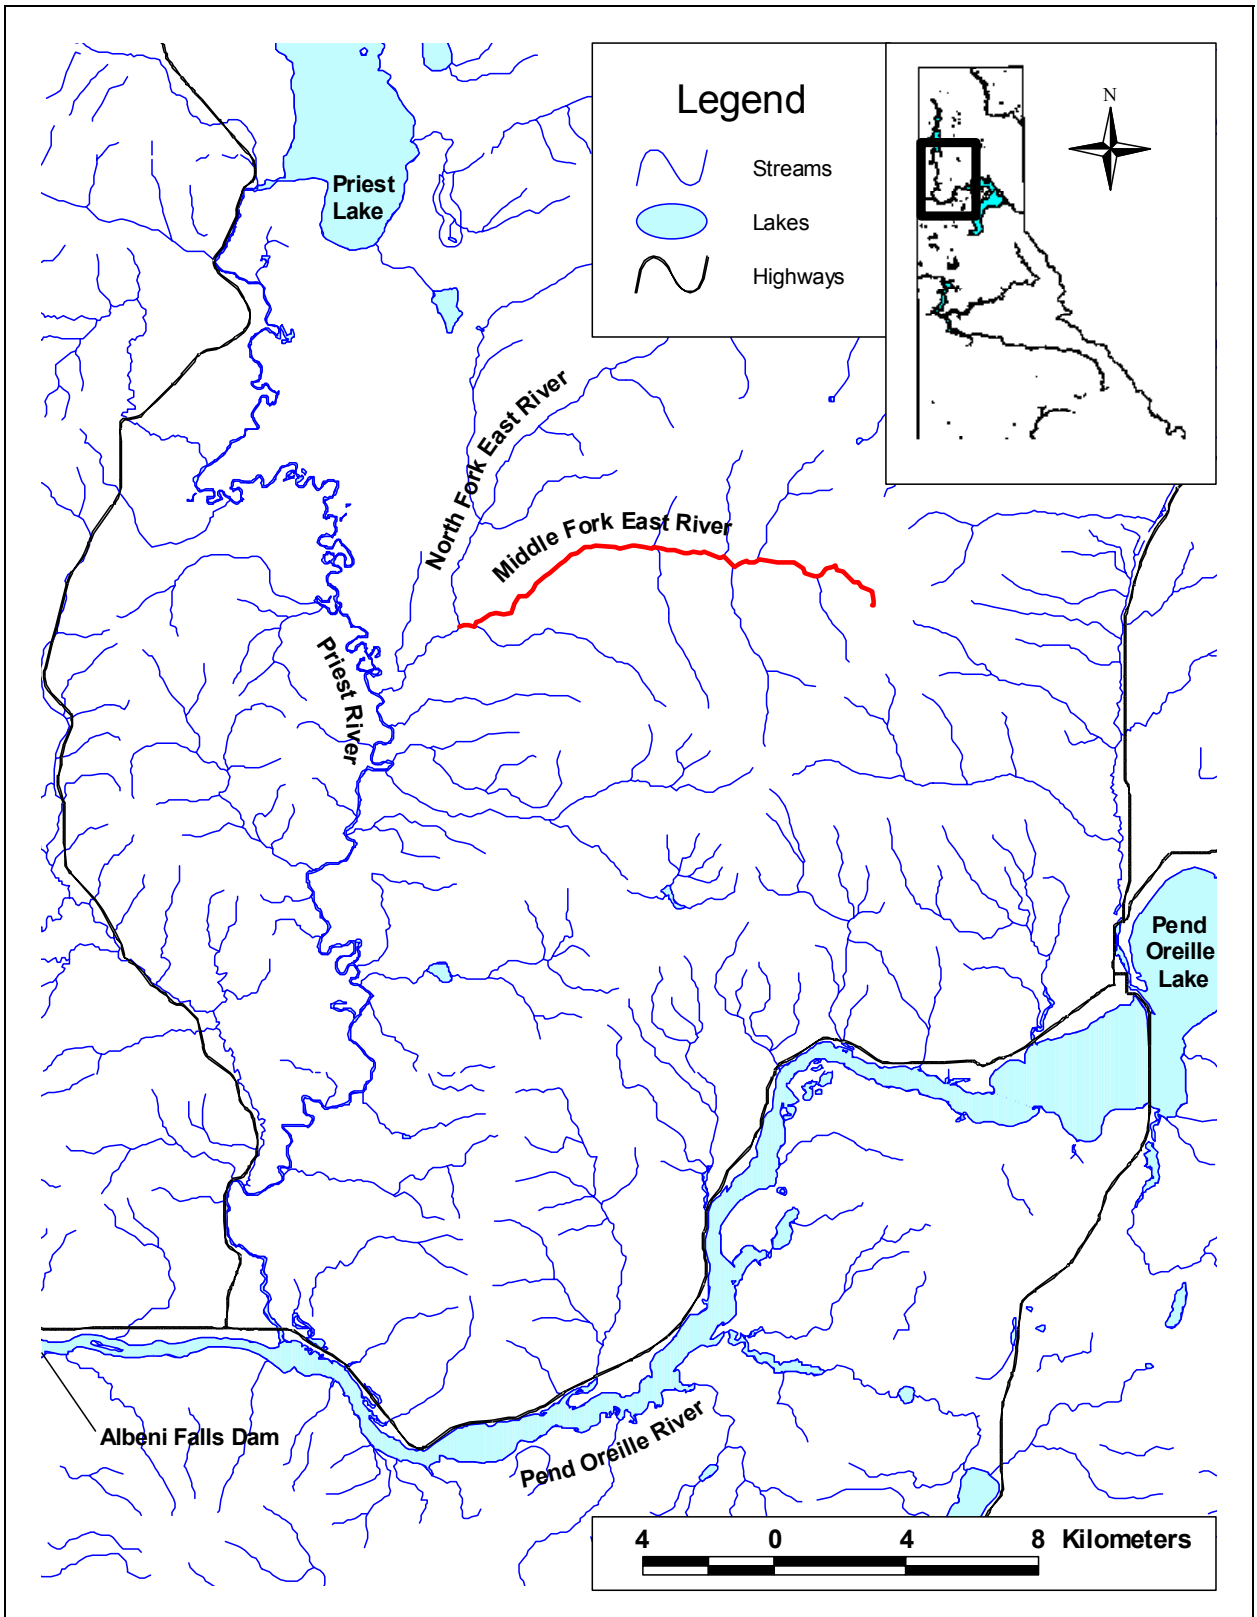 Legend
Streams
Lakes
Highways
N
Priest
Lake
North Fork East River
Middle Fork East River
Priest River
Pend
Oreille
Lake
Albeni Falls Dam
Pend Oreille River
4 0 4 8 Kilometers